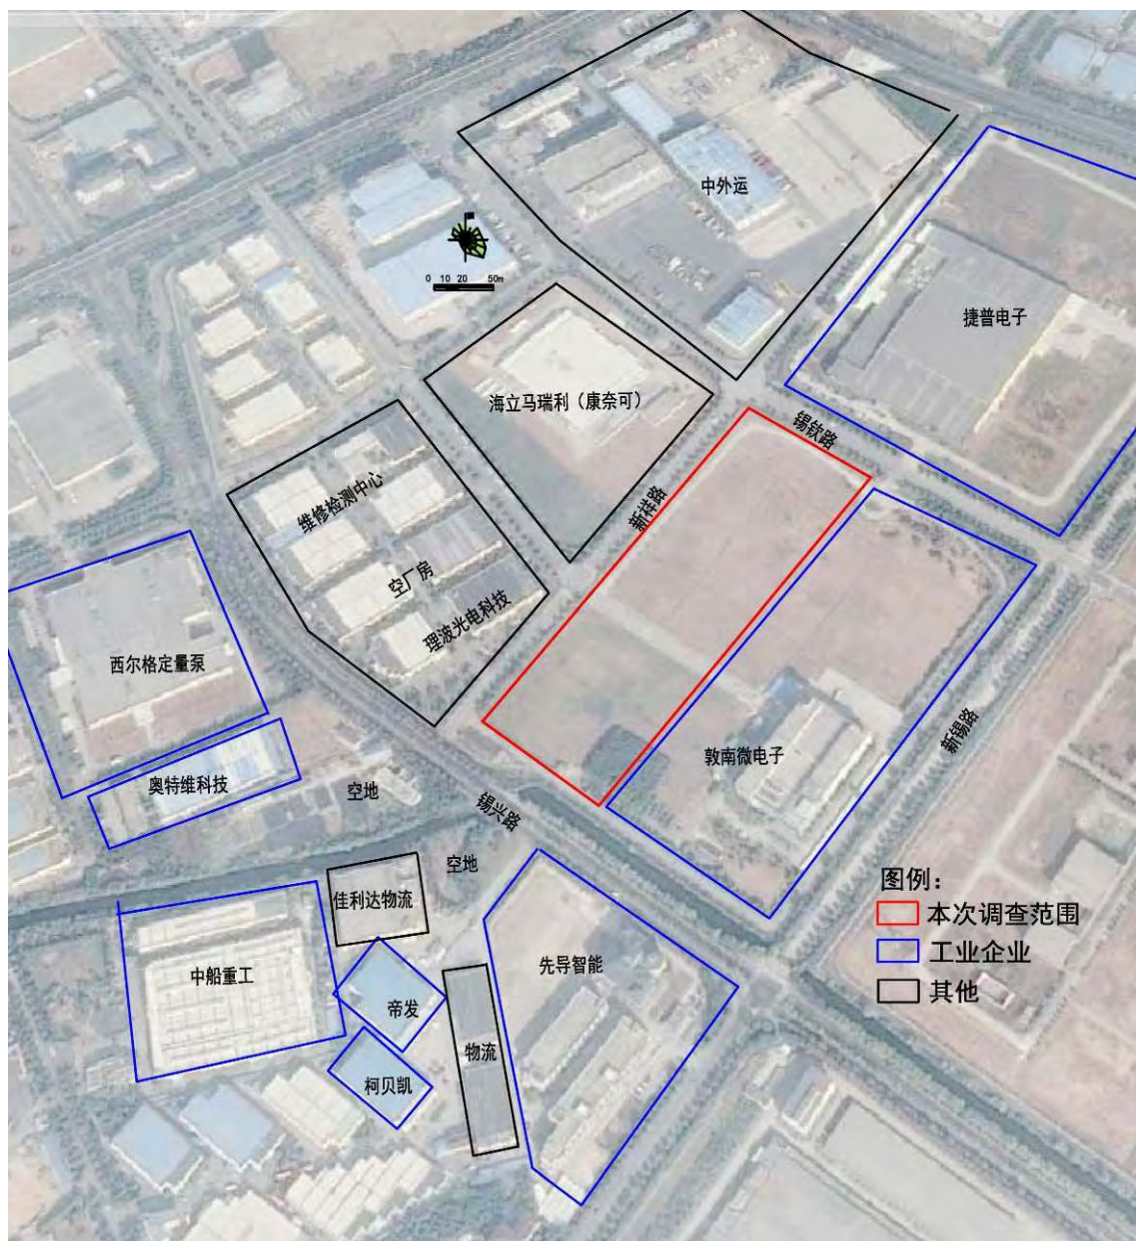 中外运
0 10 20 50m
捷普电子
海立马瑞利（康奈可）
锡钦路
维修检测中心
新祥路
空厂房
理波光电科技
西尔格定量泵
新锡路
敦南微电子
奥特维科技
空地
锡兴路
空地
图例：
佳利达物流
本次调查范围
工业企业
先导智能
中船重工
其他
帝发
物流
柯贝凯